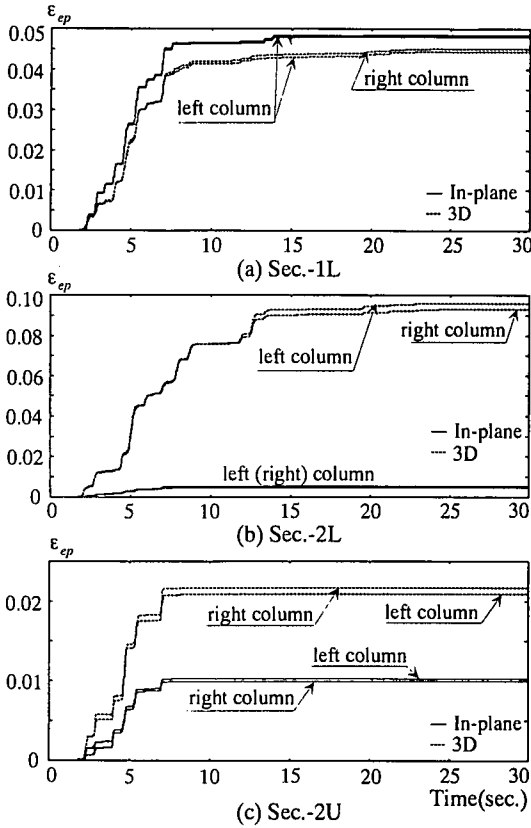 ε_ep
0.05
0.04
0.03
0.02
0.01
0
left column
right column
In-plane
3D
0 5 10 15 20 25 30
(a) Sec.-1L
ε_ep
0.10
0.08
0.06
0.04
0.02
0
left column
right column
In-plane
3D
left (right) column
0 5 10 15 20 25 30
(b) Sec.-2L
ε_ep
0.02
0.01
0
right column
left column
left column
right column
In-plane
3D
0 5 10 15 20 25 30
Time(sec.)
(c) Sec.-2U